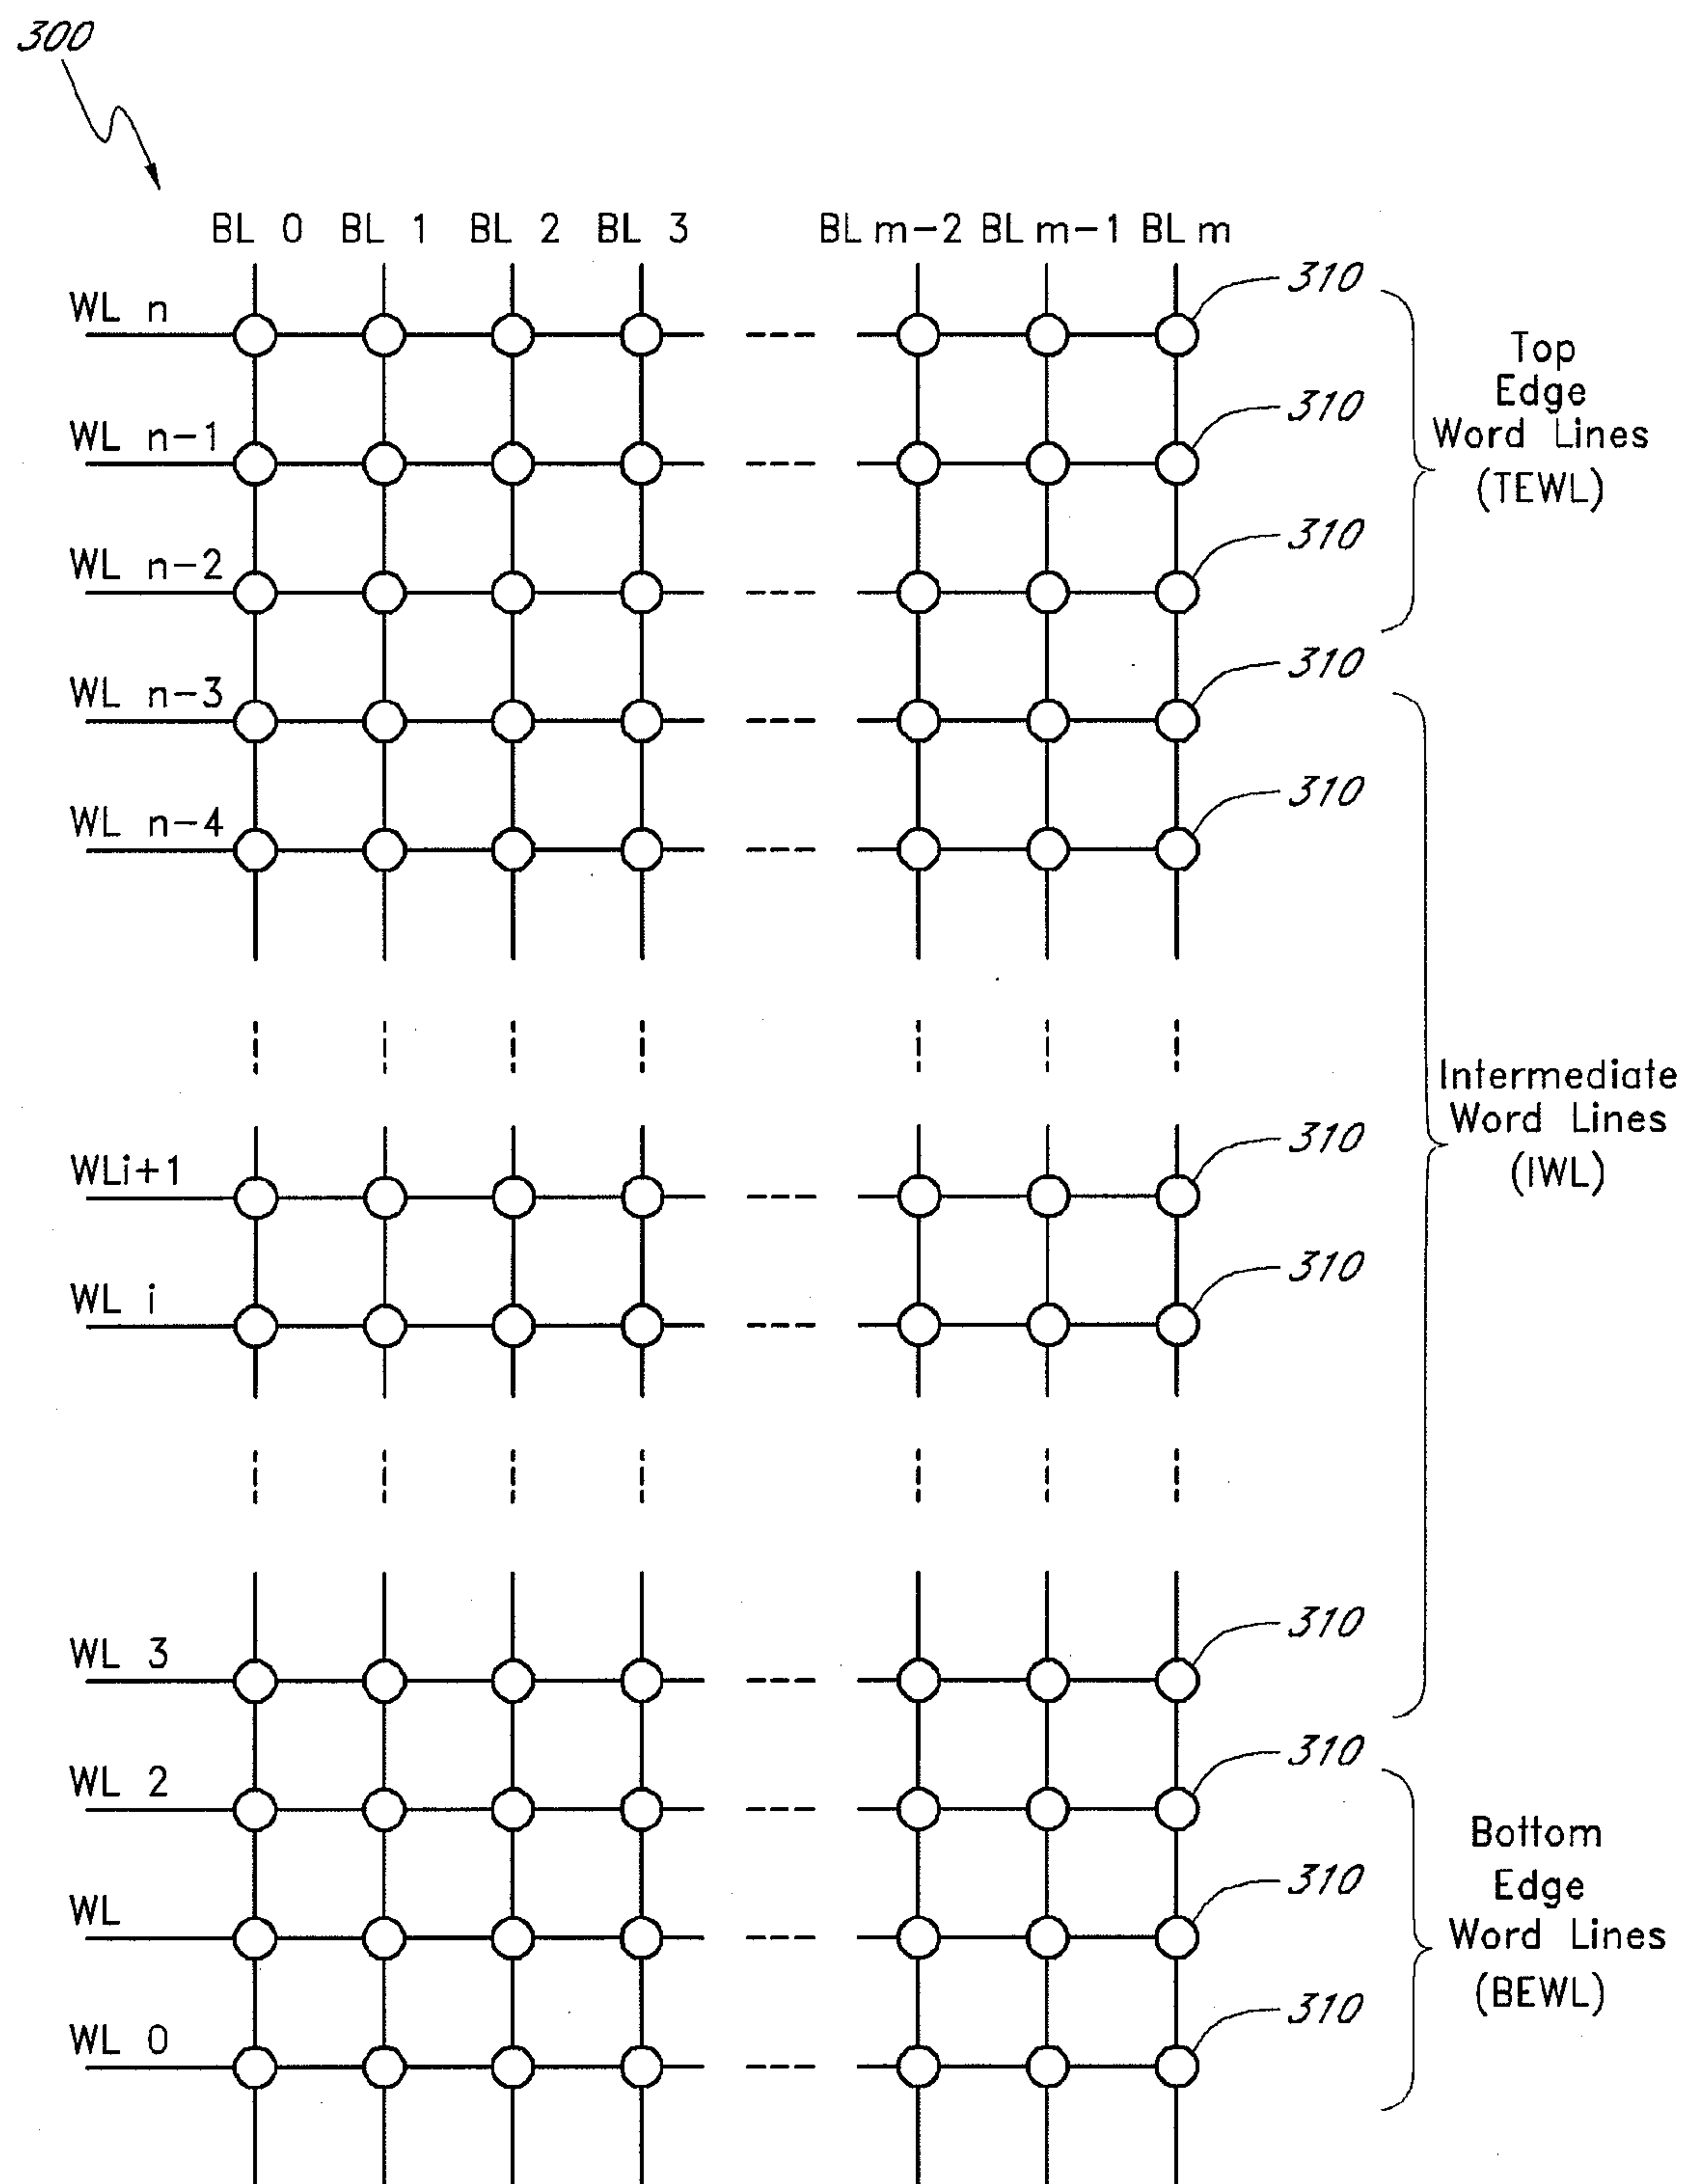 300
BL 0 BL 1 BL 2 BL 3 BL m-2 BL m-1 BL m
WL n
310
WL n-1
310
WL n-2
310
Top
Edge
Word Lines
(TEWL)
WL n-3
310
WL n-4
310
WLi+1
310
WL i
310
WL 3
310
Intermediate
Word Lines
(IWL)
WL 2
310
WL
310
WL 0
310
Bottom
Edge
Word Lines
(BEWL)